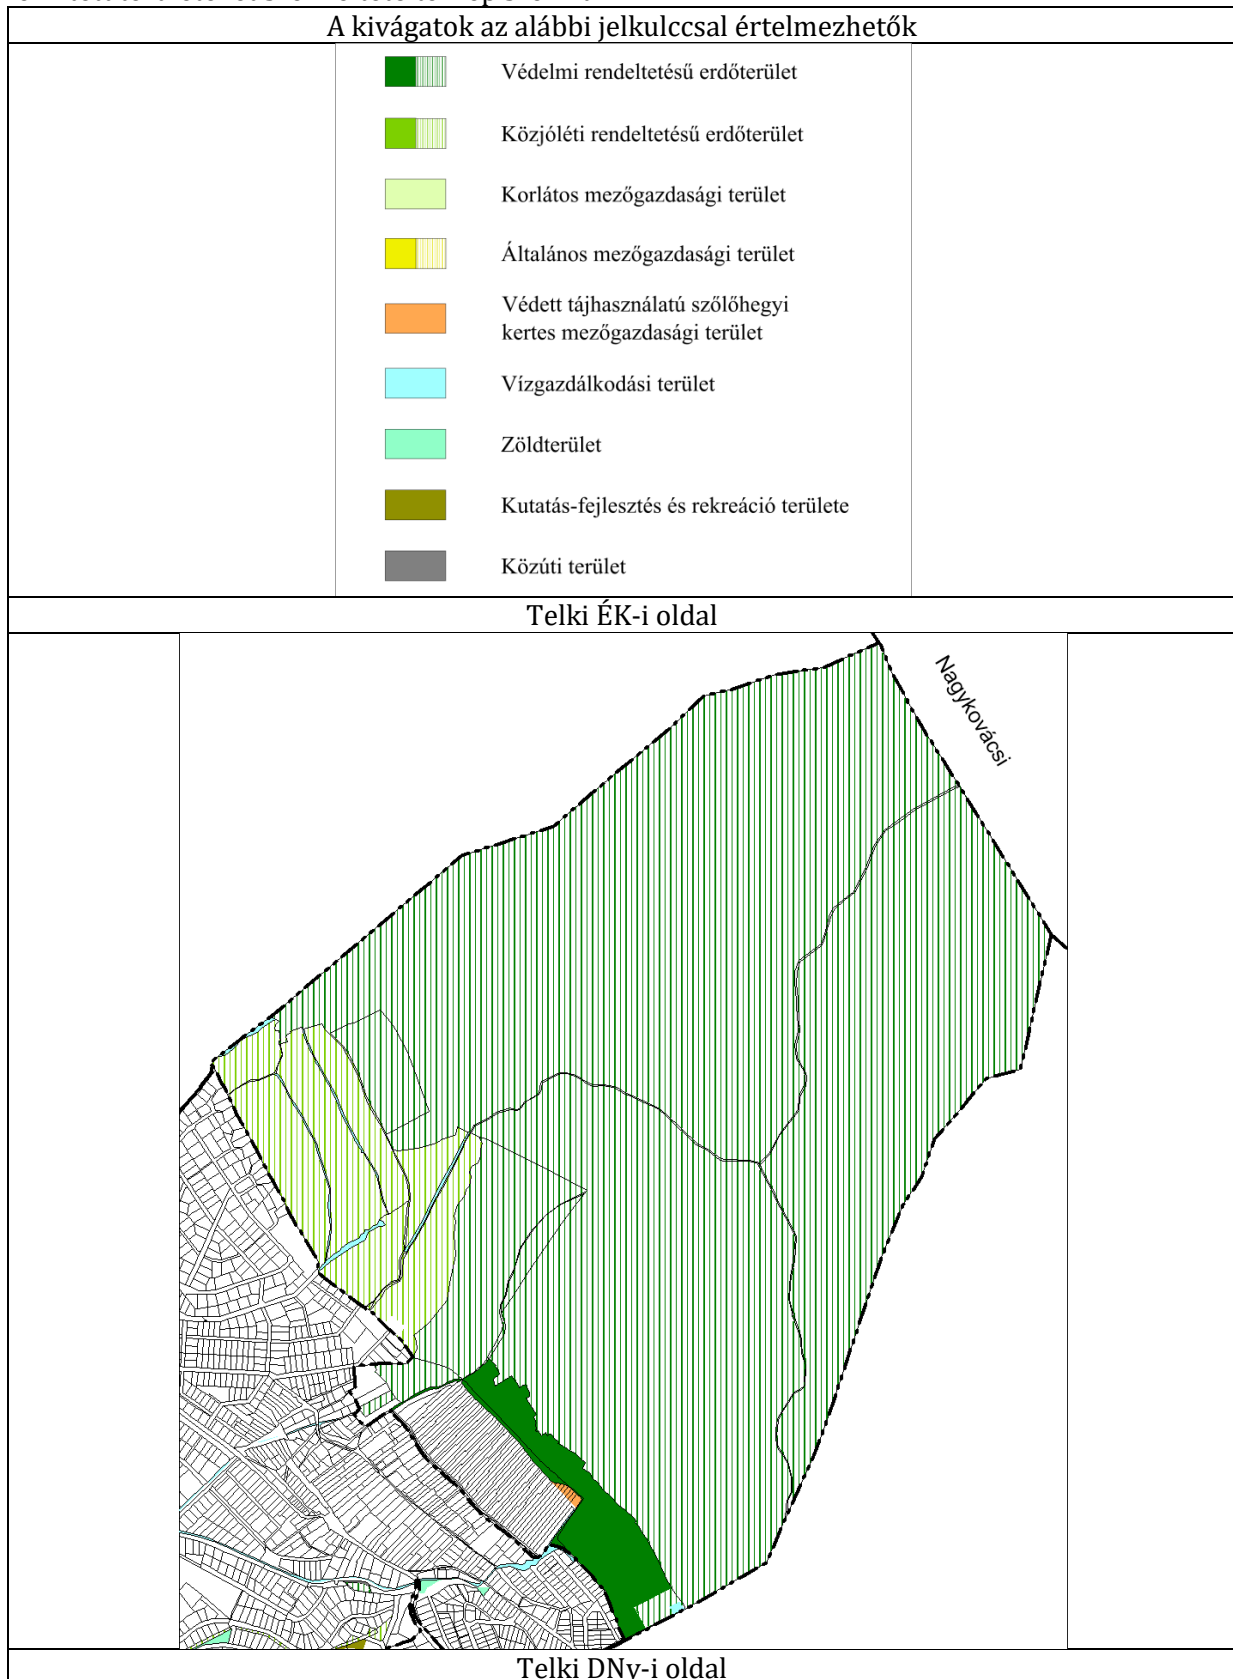 A kivágatok az alábbi jelkulccsal értelmezhetők
Védelmi rendeltetésű erdőterület
Közjóléti rendeltetésű erdőterület
Korlátos mezőgazdasági terület
Általános mezőgazdasági terület
Védett tájhasználatú szőlőhegyi
kertes mezőgazdasági terület
Vízgazdálkodási terület
Zöldterület
Kutatás-fejlesztés és rekreáció területe
Közúti terület
Telki ÉK-i oldal
Nagykovácsi
Telki DNy-i oldal